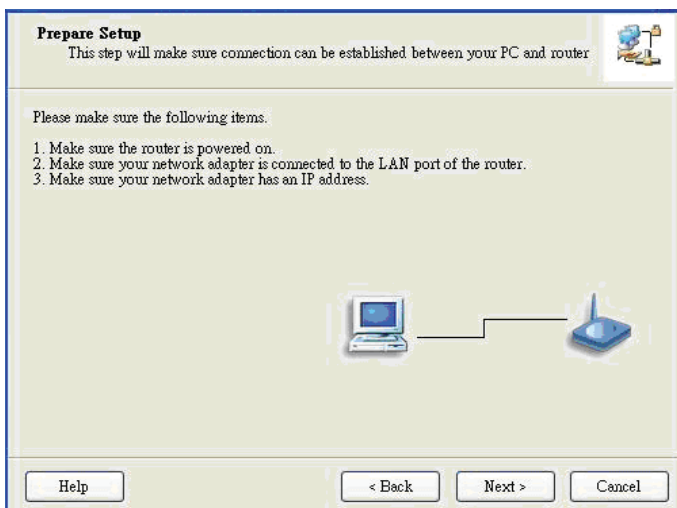 Prepare Setup
This step will make sure connection can be established between your PC and router
Please make sure the following items.
1. Make sure the router is powered on.
2. Make sure your network adapter is connected to the LAN port of the router.
3. Make sure your network adapter has an IP address.
Help
< Back
Next >
Cancel